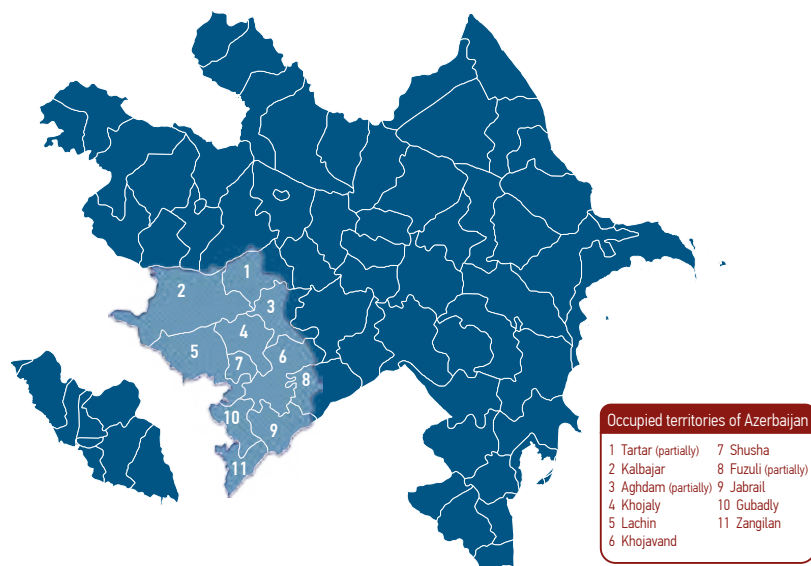 1
2
3
4
5
6
7
8
10
9
11
Occupied territories of Azerbaijan
1 Tartar (partially)
2 Kalbajar
3 Aghdam (partially)
4 Khojaly
5 Lachin
6 Khojavand
7 Shusha
8 Fuzuli (partially)
9 Jabrail
10 Gubadly
11 Zangilan